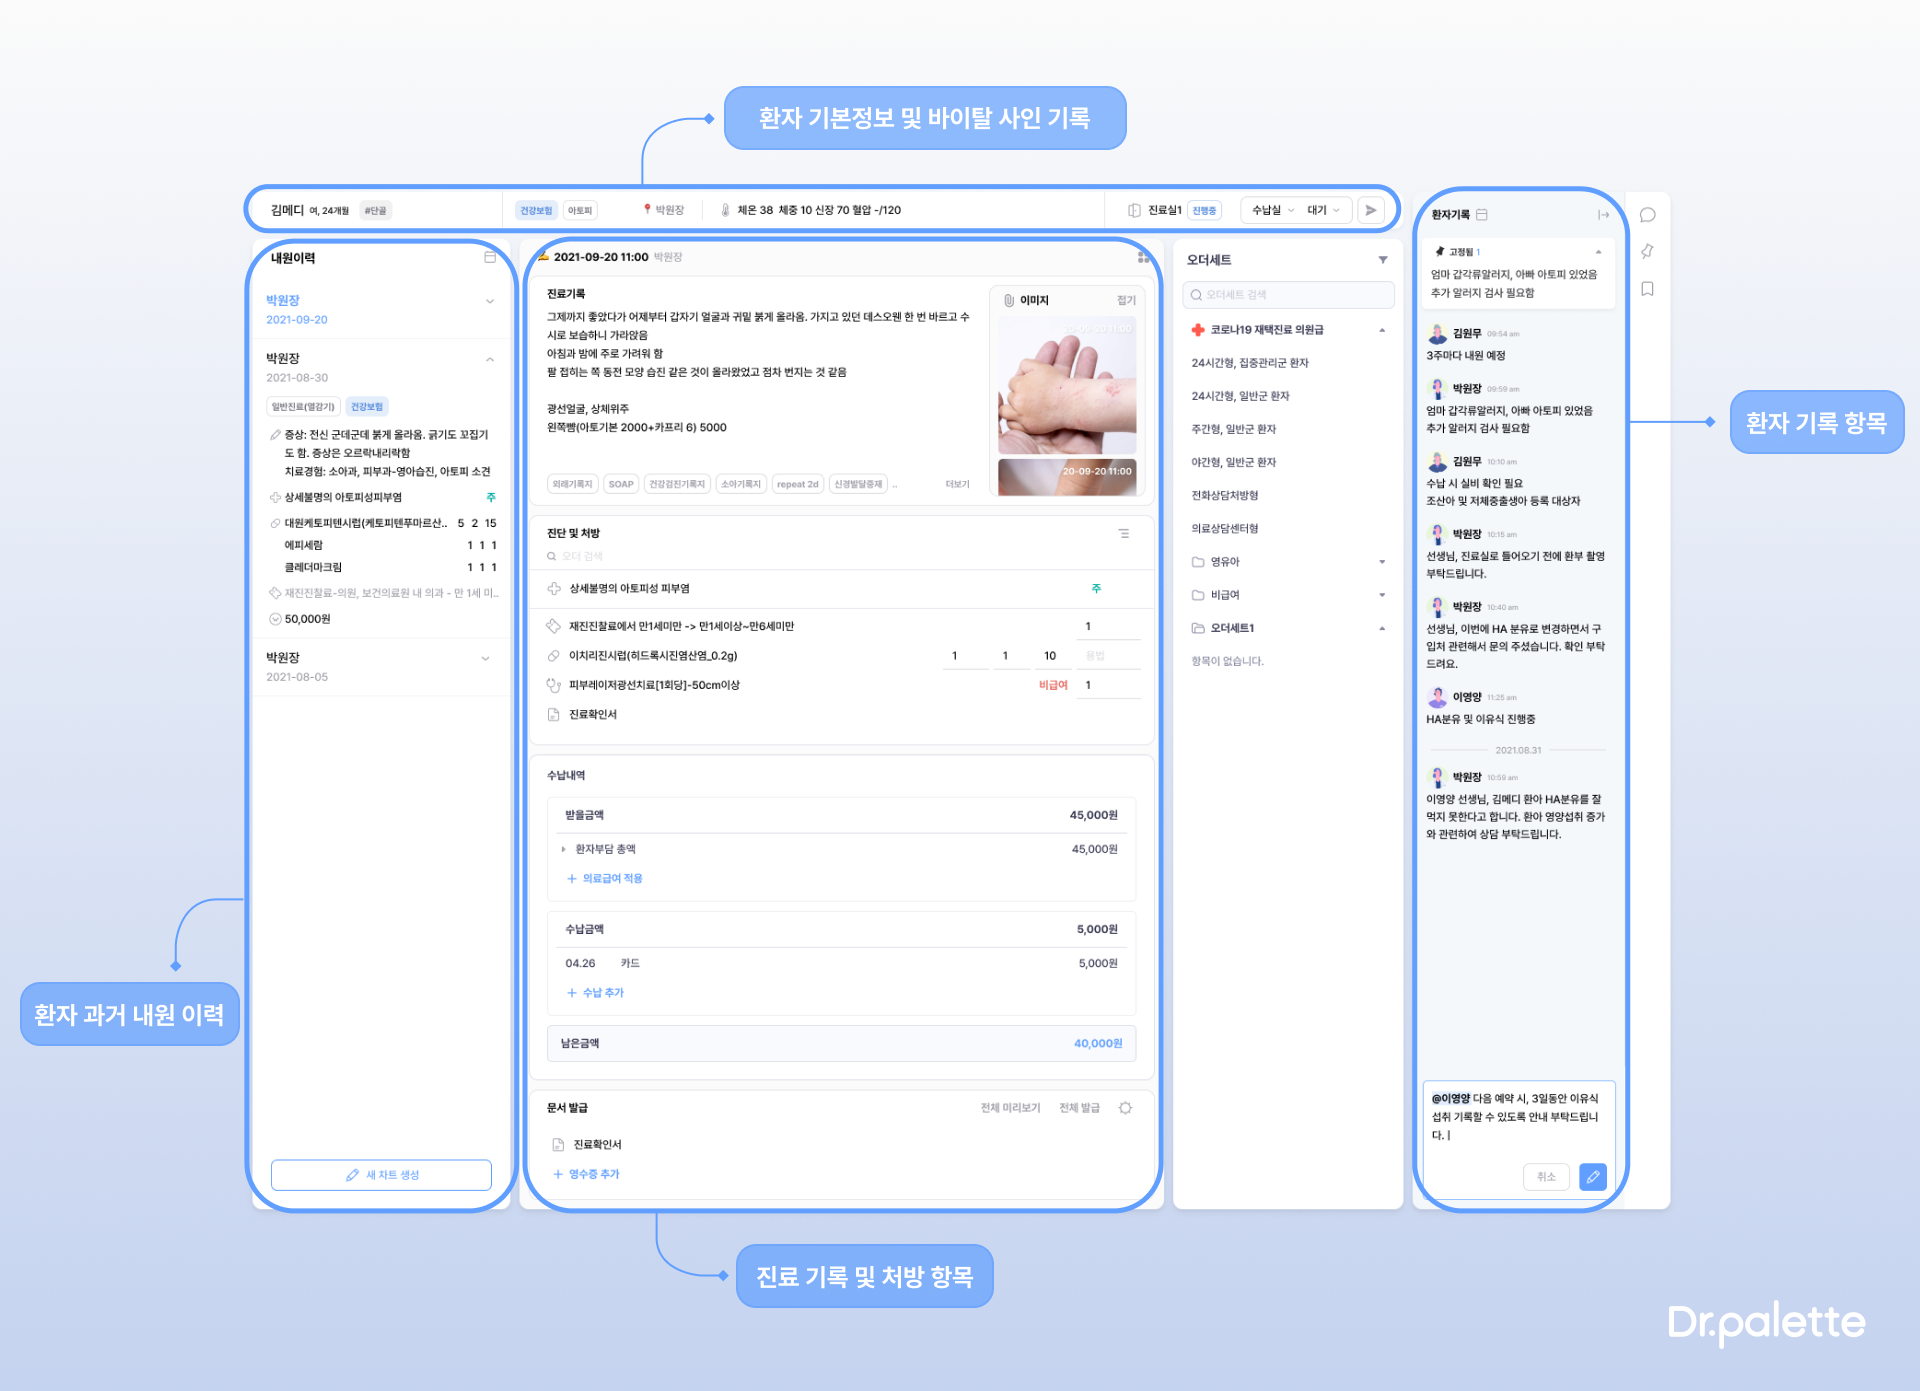 환자 기본정보 및 바이탈 사인 기록
김메디 여, 24개월 #단골
건강보험 아토피 박원장 체온 38 체중 10 신장 70 혈압 -/120
진료실1 진행중 수납실 대기
내원이력
박원장
2021-09-20
박원장
2021-08-30
일반진료(열감기) 건강보험
증상: 전신 군데군데 붉게 올라옴. 긁기도 꼬집기
도 함. 증상은 오르락내리락함
치료경험: 소아과, 피부과-영아습진, 아토피 소견
상세불명의 아토피성피부염 주
대원케토피텐시럽(케토피텐푸마르산.. 5 2 15
에피세람 1 1 1
클레더마크림 1 1 1
재진진찰료-의원, 보건의료원 내 의과 - 만 1세 미..
50,000원
박원장
2021-08-05
새 차트 생성
2021-09-20 11:00 박원장
진료기록
그제까지 좋았다가 어제부터 갑자기 얼굴과 귀밑 붉게 올라옴. 가지고 있던 데스오웬 한 번 바르고 수
시로 보습하니 가라앉음
아침과 밤에 주로 가려워 함
팔 접히는 쪽 동전 모양 습진 같은 것이 올라왔었고 점차 번지는 것 같음
광선얼굴, 상체위주
왼쪽뺌(아토기본 2000+카프리 6) 5000
외래기록지 SOAP 건강검진기록지 소아기록지 repeat 2d 신경발달중재 .. 더보기
이미지 접기
20-09-20 11:00
20-09-20 11:00
진단 및 처방
오더 검색
상세불명의 아토피성 피부염 주
재진진찰료에서 만1세미만 -> 만1세이상~만6세미만 1
이치리진시럽(히드록시진염산염_0.2g) 1 1 10 용법
피부레이저광선치료[1회당]-50cm이상 비급여 1
진료확인서
수납내역
받을금액 45,000원
환자부담 총액 45,000원
+ 의료급여 적용
수납금액 5,000원
04.26 카드 5,000원
+ 수납 추가
남은금액 40,000원
문서 발급 전체 미리보기 전체 발급
진료확인서
+ 영수증 추가
오더세트
오더세트 검색
코로나19 재택진료 의원급
24시간형, 집중관리군 환자
24시간형, 일반군 환자
주간형, 일반군 환자
야간형, 일반군 환자
전화상담처방형
의료상담센터형
영유아
비급여
오더세트1
항목이 없습니다.
환자기록
고정됨 1
엄마 갑각류알러지, 아빠 아토피 있었음
추가 알러지 검사 필요함
김원무 09:54 am
3주마다 내원 예정
박원장 09:59 am
엄마 갑각류알러지, 아빠 아토피 있었음
추가 알러지 검사 필요함
김원무 10:10 am
수납 시 실비 확인 필요
조산아 및 저체중출생아 등록 대상자
박원장 10:15 am
선생님, 진료실로 들어오기 전에 환부 촬영
부탁드립니다.
박원장 10:40 am
선생님, 이번에 HA 분유로 변경하면서 구
입처 관련해서 문의 주셨습니다. 확인 부탁
드려요.
이영양 11:25 am
HA분유 및 이유식 진행중
2021.08.31
박원장 10:59 am
이영양 선생님, 김메디 환아 HA분유를 잘
먹지 못한다고 합니다. 환아 영양섭취 증가
와 관련하여 상담 부탁드립니다.
@이영양 다음 예약 시, 3일동안 이유식
섭취 기록할 수 있도록 안내 부탁드립니
다.
취소
환자 기록 항목
환자 과거 내원 이력
진료 기록 및 처방 항목
Dr.palette